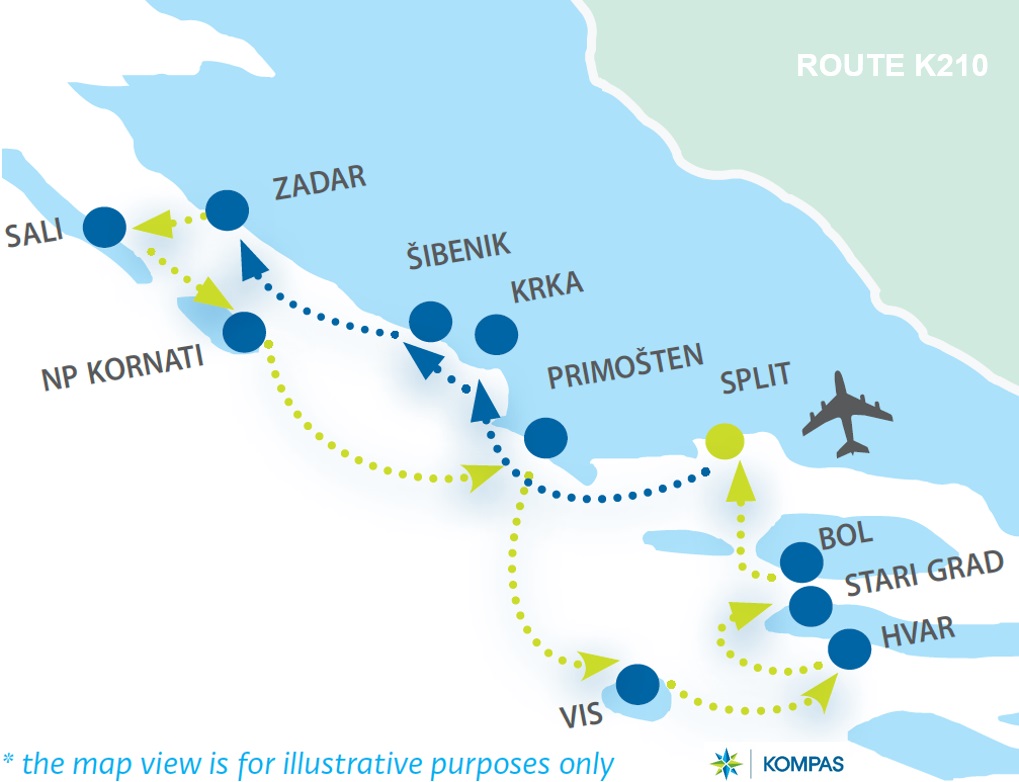 ROUTE K210
ZADAR
SALI
ŠIBENIK
KRKA
NP KORNATI
PRIMOŠTEN
SPLIT
BOL
STARI GRAD
HVAR
VIS
* the map view is for illustrative purposes only
KOMPAS